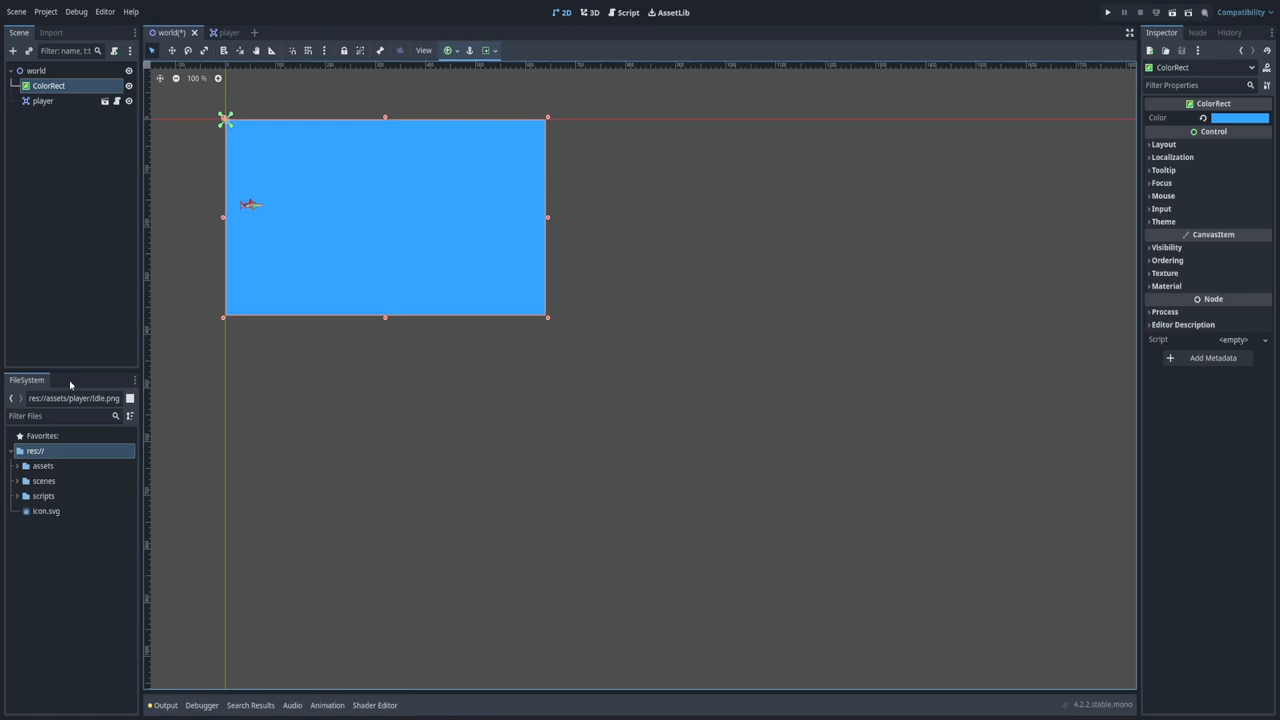 Scene Project Debug Editor Help
2D 3D Script AssetLib
Compatibility
Scene Import
world(*) player
Inspector Node History
Filter: name, t:t
View
world
ColorRect
player
100 %
ColorRect
Filter Properties
ColorRect
Color
Control
Layout
Localization
Tooltip
Focus
Mouse
Input
Theme
CanvasItem
Visibility
Ordering
Texture
Material
Node
Process
Editor Description
Script <empty>
Add Metadata
FileSystem
res://assets/player/Idle.png
Filter Files
Favorites:
res://
assets
scenes
scripts
icon.svg
Output Debugger Search Results Audio Animation Shader Editor
4.2.2.stable.mono